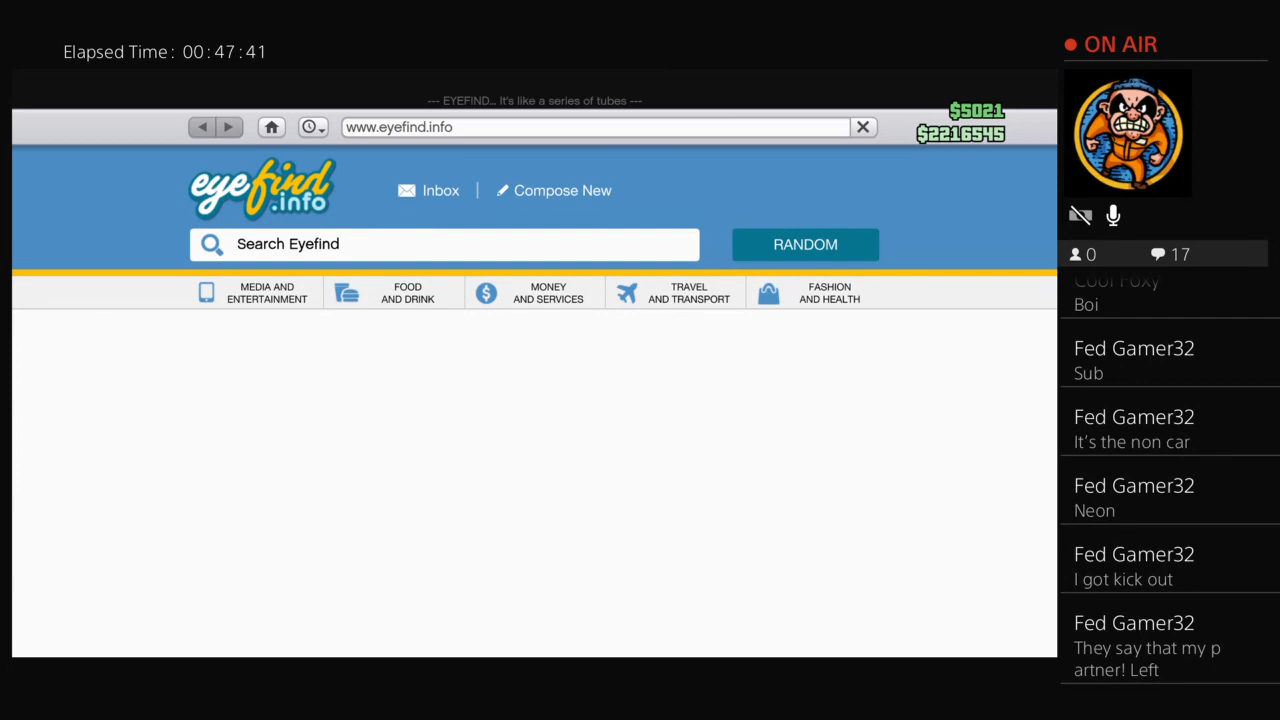 Elapsed Time: 00:47:41
ON AIR
--- EYEFIND... It's like a series of tubes ---
$5021
www.eyefind.info
$2216545
eyefind
.info
Inbox
Compose New
Search Eyefind
RANDOM
MEDIA AND
ENTERTAINMENT
FOOD
AND DRINK
MONEY
AND SERVICES
TRAVEL
AND TRANSPORT
FASHION
AND HEALTH
0
17
Cool Foxy
Boi
Fed Gamer32
Sub
Fed Gamer32
It's the non car
Fed Gamer32
Neon
Fed Gamer32
I got kick out
Fed Gamer32
They say that my p
artner! Left